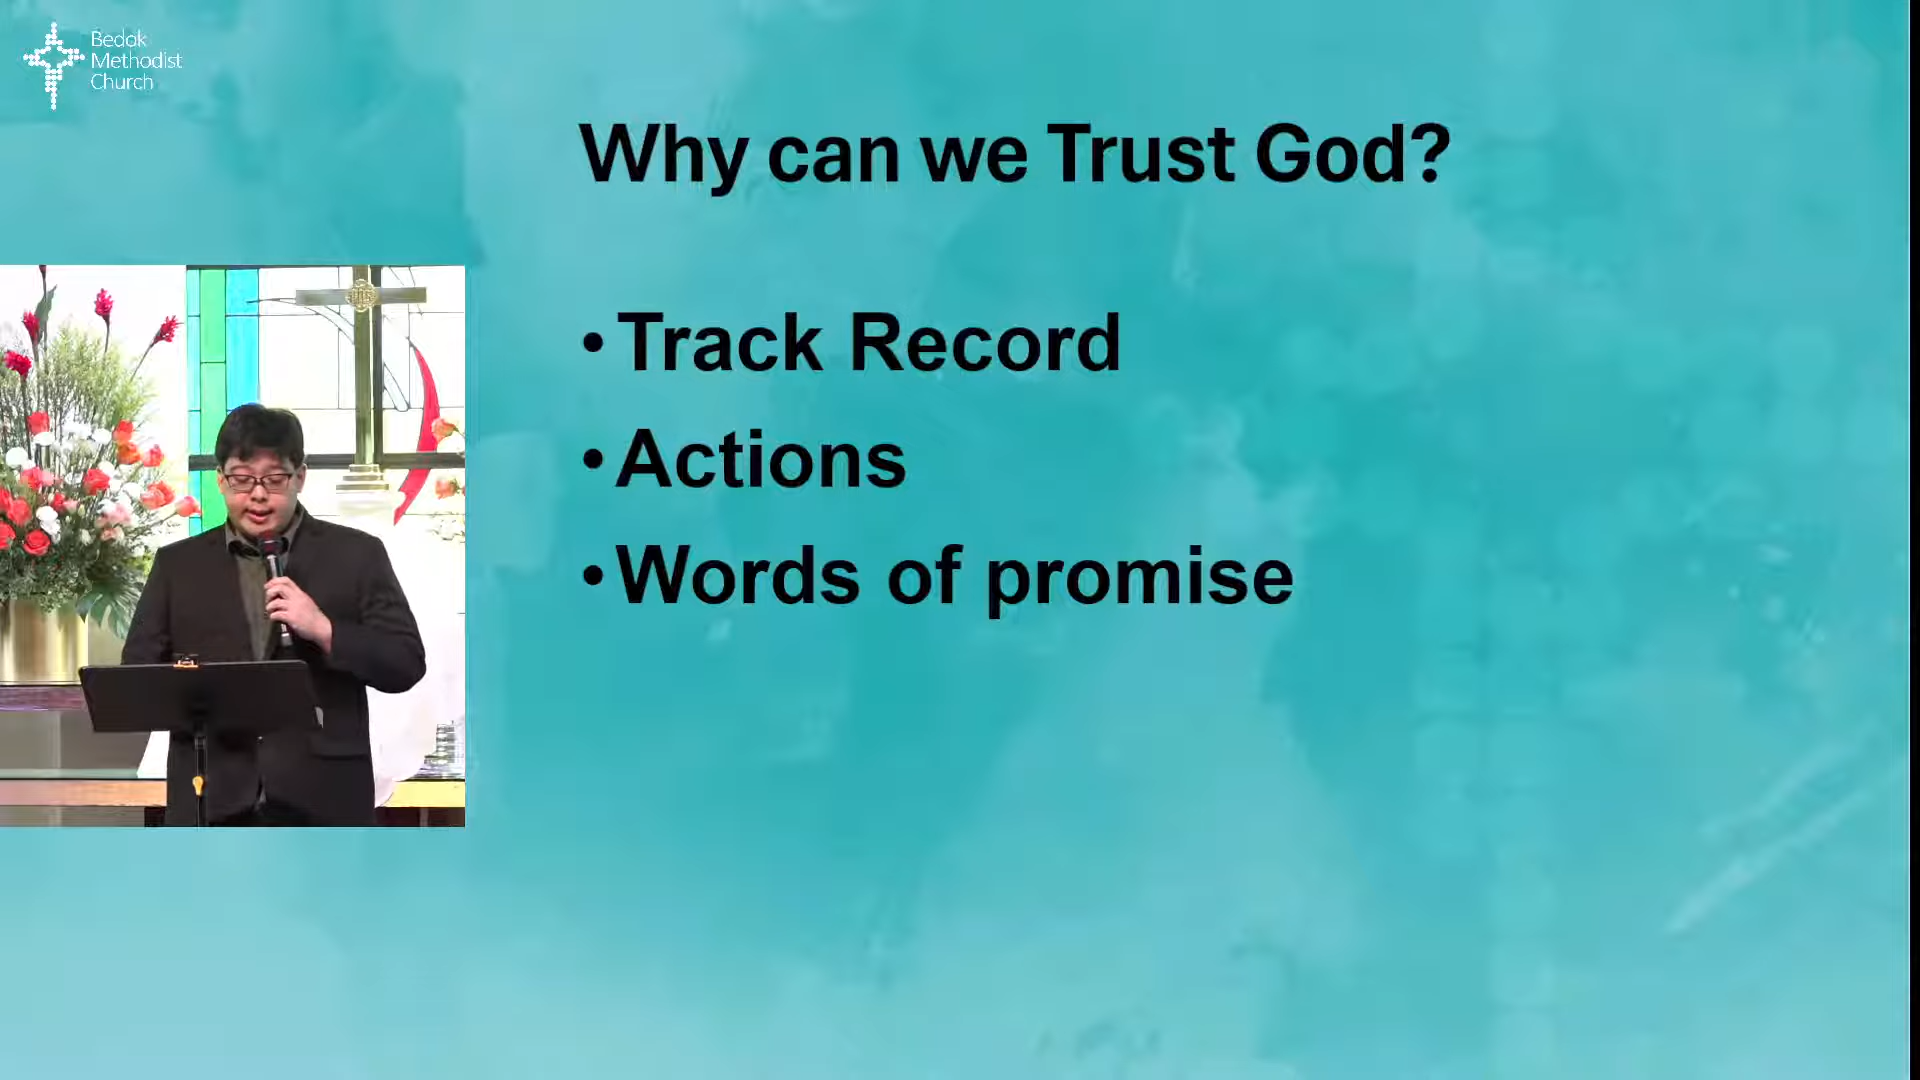 Bedok
Methodist
Church
Why can we Trust God?
• Track Record
• Actions
• Words of promise